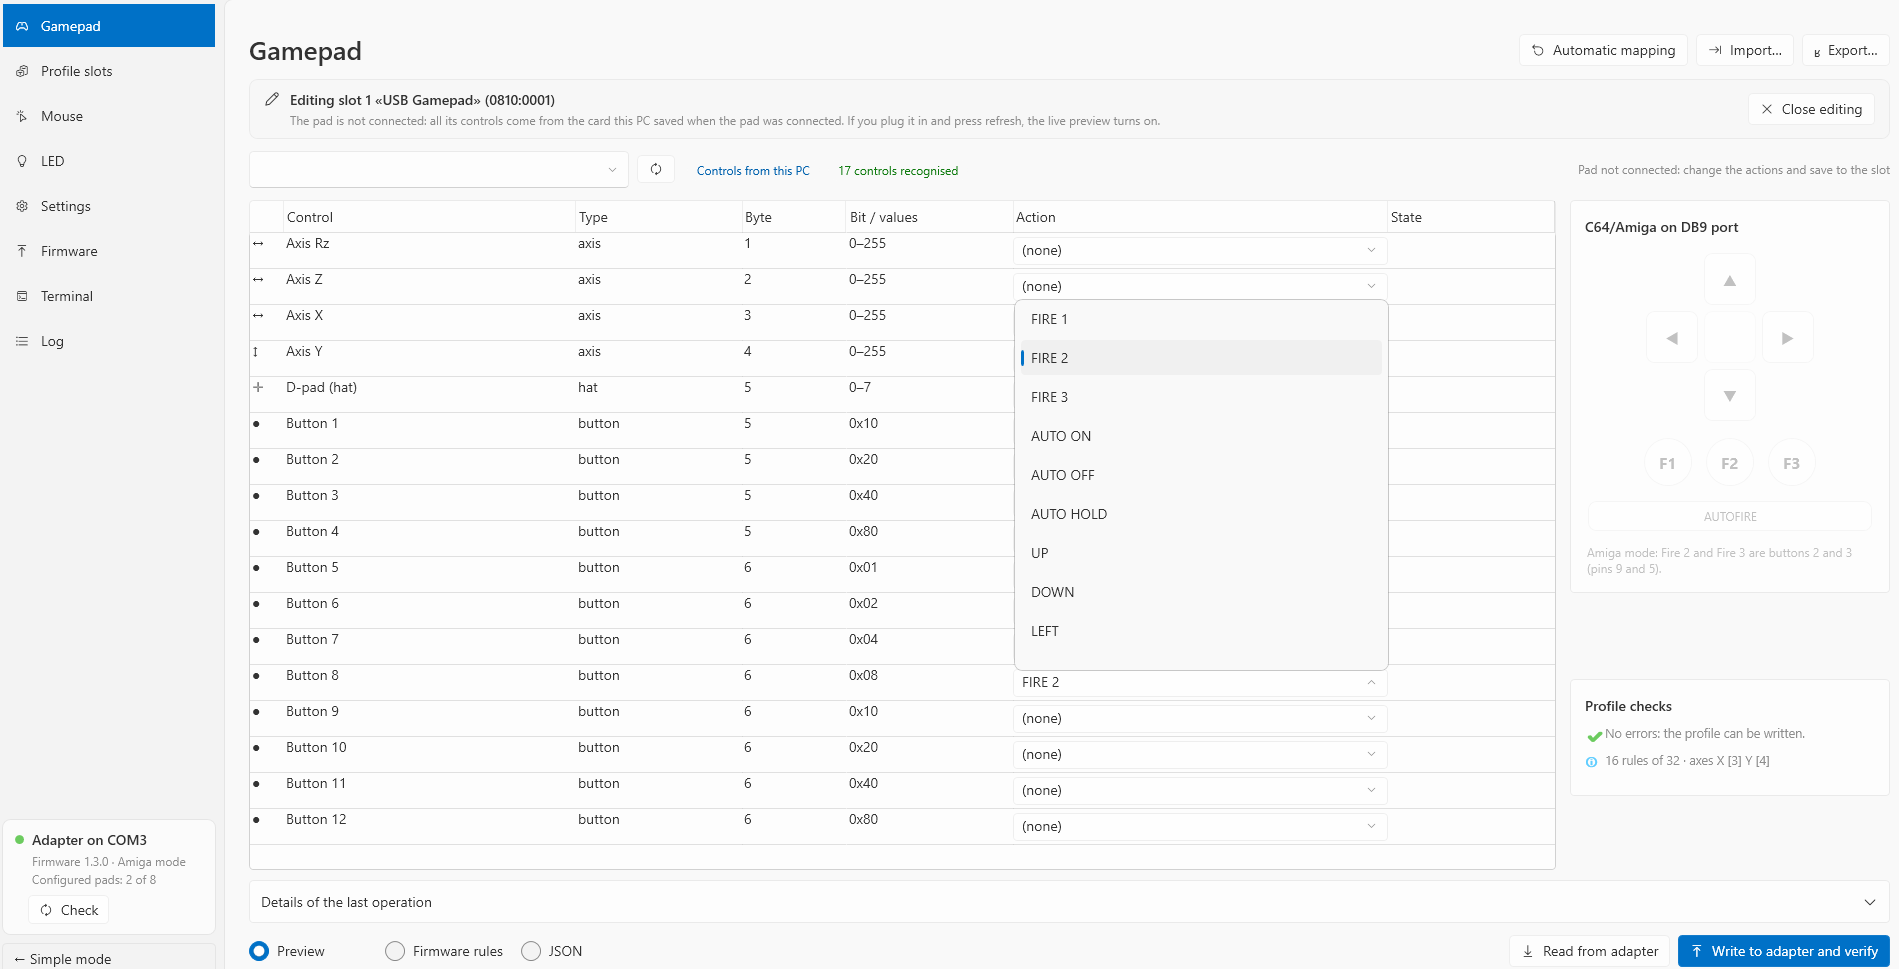 Gamepad
Profile slots
Mouse
LED
Settings
Firmware
Terminal
Log
Adapter on COM3
Firmware 1.3.0 · Amiga mode
Configured pads: 2 of 8
Check
← Simple mode
Gamepad
Automatic mapping
Import...
Export...
Editing slot 1 «USB Gamepad» (0810:0001)
The pad is not connected: all its controls come from the card this PC saved when the pad was connected. If you plug it in and press refresh, the live preview turns on.
Close editing
Controls from this PC
17 controls recognised
Pad not connected: change the actions and save to the slot
Control Type Byte Bit / values Action State
Axis Rz axis 1 0–255 (none)
Axis Z axis 2 0–255 (none)
Axis X axis 3 0–255
Axis Y axis 4 0–255
D-pad (hat) hat 5 0–7
Button 1 button 5 0x10
Button 2 button 5 0x20
Button 3 button 5 0x40
Button 4 button 5 0x80
Button 5 button 6 0x01
Button 6 button 6 0x02
Button 7 button 6 0x04
Button 8 button 6 0x08 FIRE 2
Button 9 button 6 0x10 (none)
Button 10 button 6 0x20 (none)
Button 11 button 6 0x40 (none)
Button 12 button 6 0x80 (none)
FIRE 1
FIRE 2
FIRE 3
AUTO ON
AUTO OFF
AUTO HOLD
UP
DOWN
LEFT
C64/Amiga on DB9 port
F1 F2 F3
AUTOFIRE
Amiga mode: Fire 2 and Fire 3 are buttons 2 and 3
(pins 9 and 5).
Profile checks
No errors: the profile can be written.
16 rules of 32 · axes X [3] Y [4]
Details of the last operation
Preview
Firmware rules
JSON
Read from adapter
Write to adapter and verify